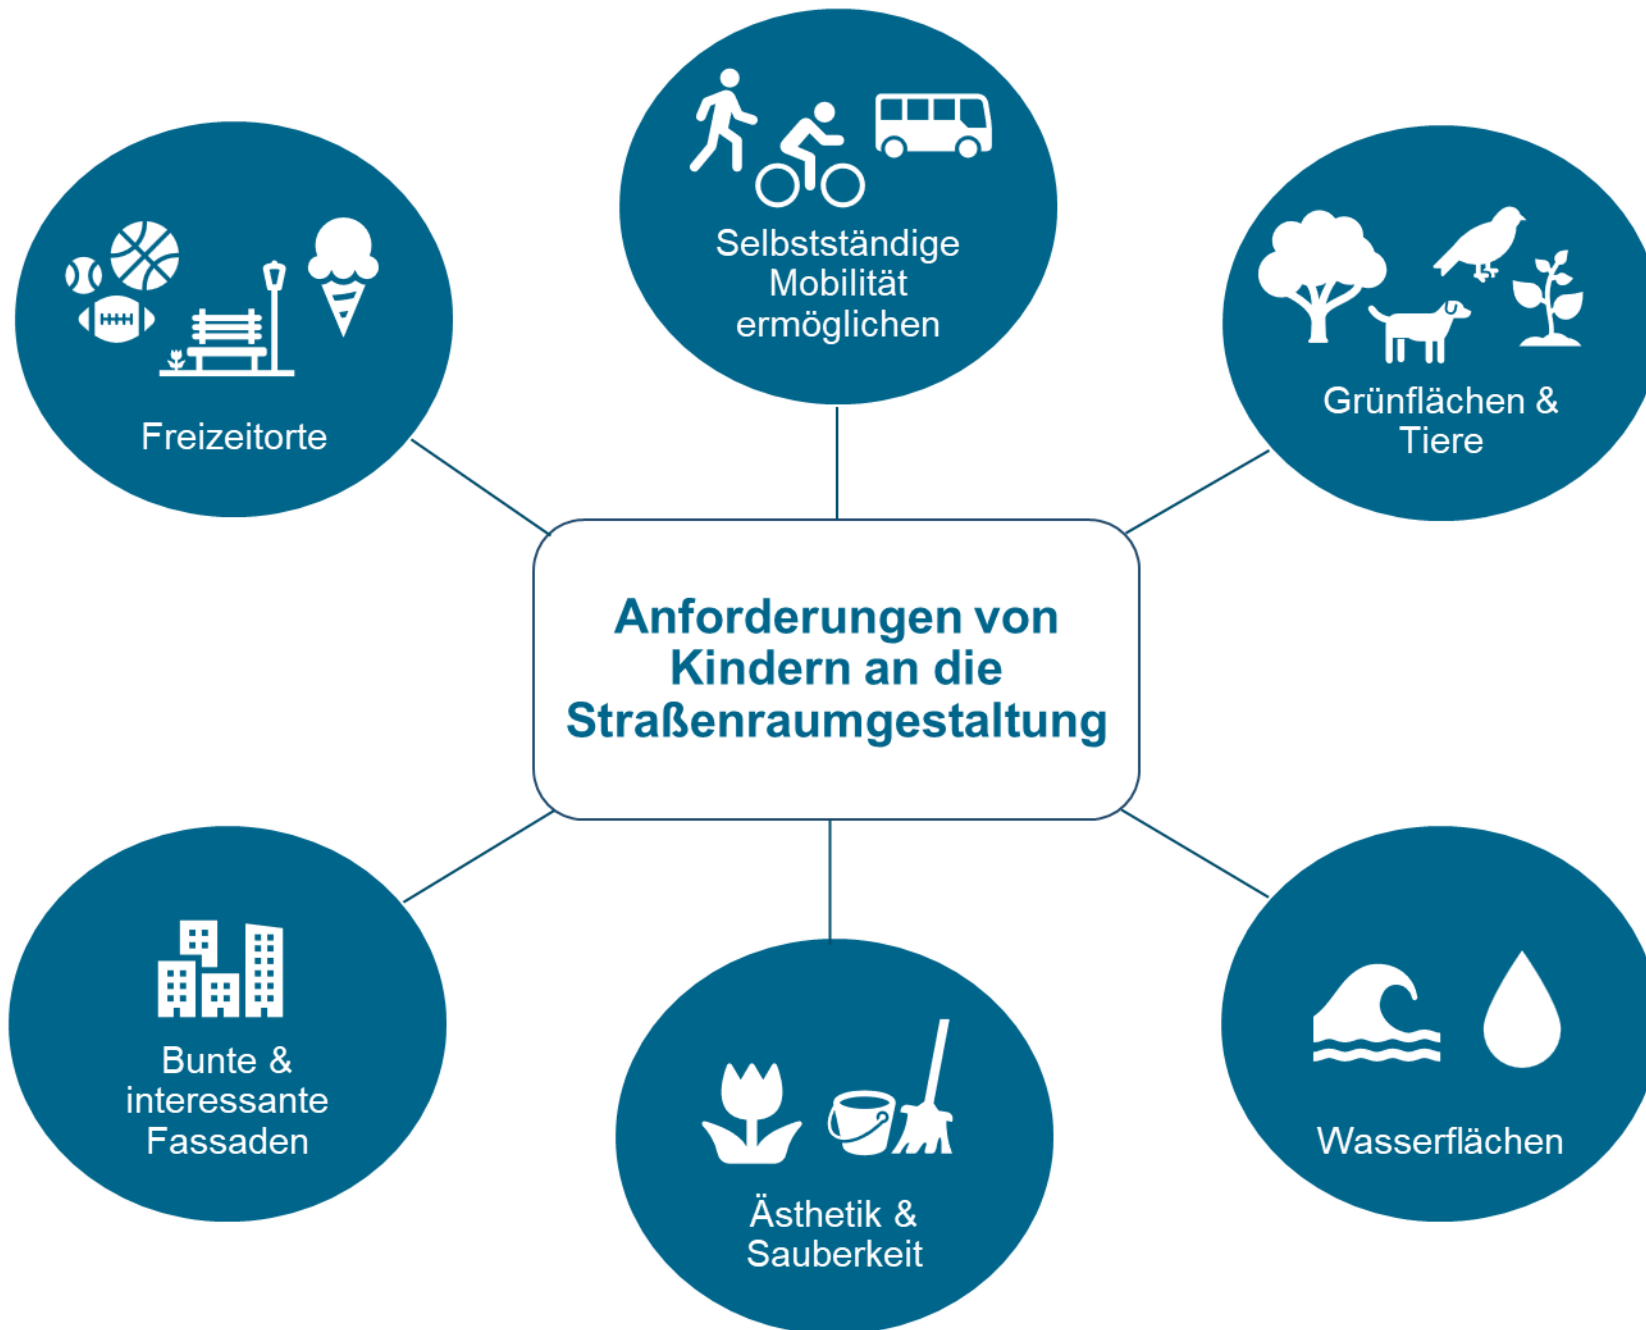 Selbstständige
Mobilität
ermöglichen
Freizeitorte
Grünflächen &
Tiere
Anforderungen von
Kindern an die
Straßenraumgestaltung
Bunte &
interessante
Fassaden
Ästhetik &
Sauberkeit
Wasserflächen